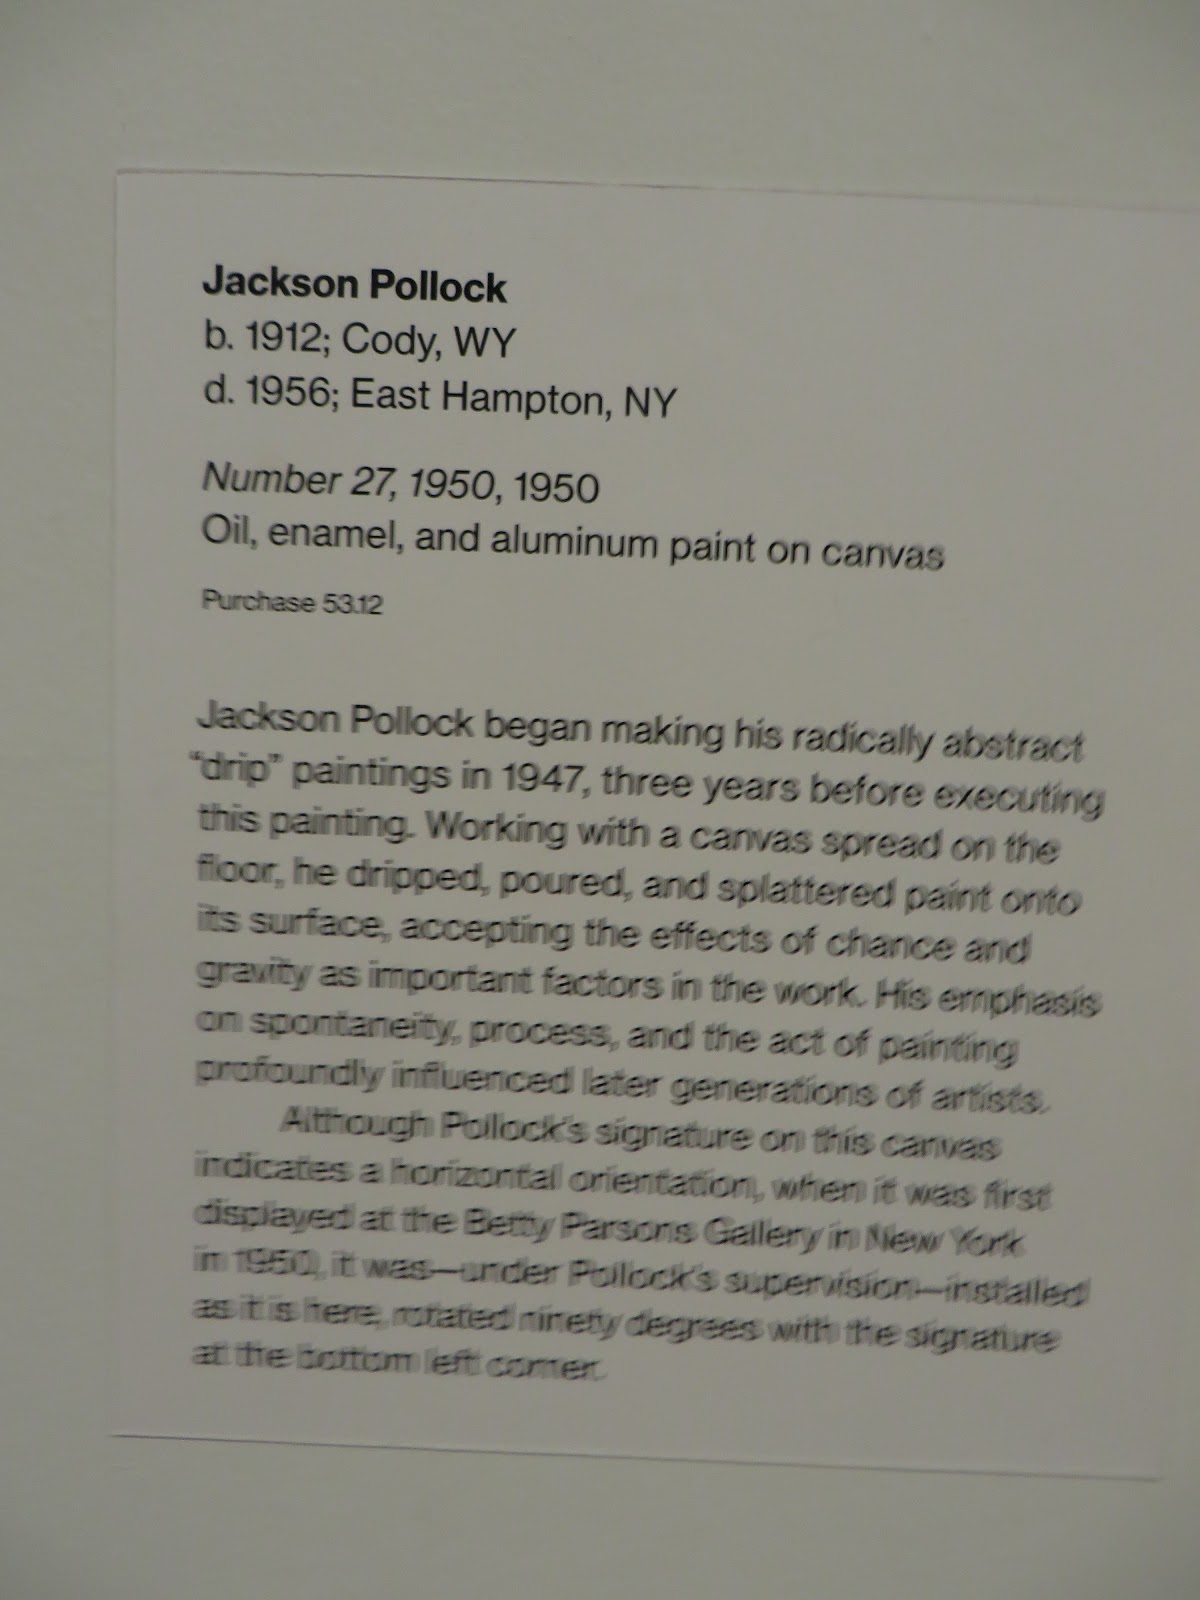 Jackson Pollock
b. 1912; Cody, WY
d. 1956; East Hampton, NY
Number 27, 1950, 1950
Oil, enamel, and aluminum paint on canvas
Purchase 53.12
Jackson Pollock began making his radically abstract
“drip” paintings in 1947, three years before executing
this painting. Working with a canvas spread on the
floor, he dripped, poured, and splattered paint onto
its surface, accepting the effects of chance and
gravity as important factors in the work. His emphasis
on spontaneity, process, and the act of painting
profoundly influenced later generations of artists.
Although Pollock’s signature on this canvas
indicates a horizontal orientation, when it was first
displayed at the Betty Parsons Gallery in New York
in 1950, it was—under Pollock’s supervision—installed
as it is here, rotated ninety degrees with the signature
at the bottom left corner.